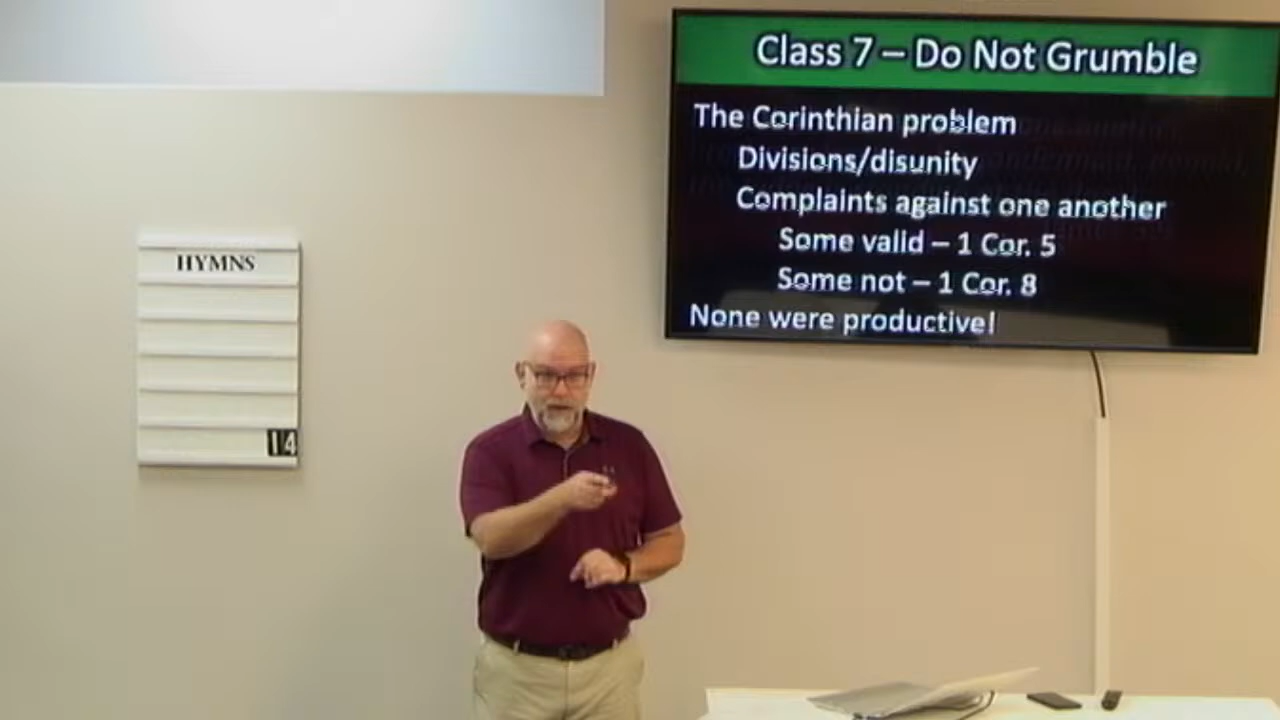 Class 7 – Do Not Grumble
The Corinthian problem
Divisions/disunity
Complaints against one another
Some valid – 1 Cor. 5
Some not – 1 Cor. 8
None were productive!
HYMNS
14